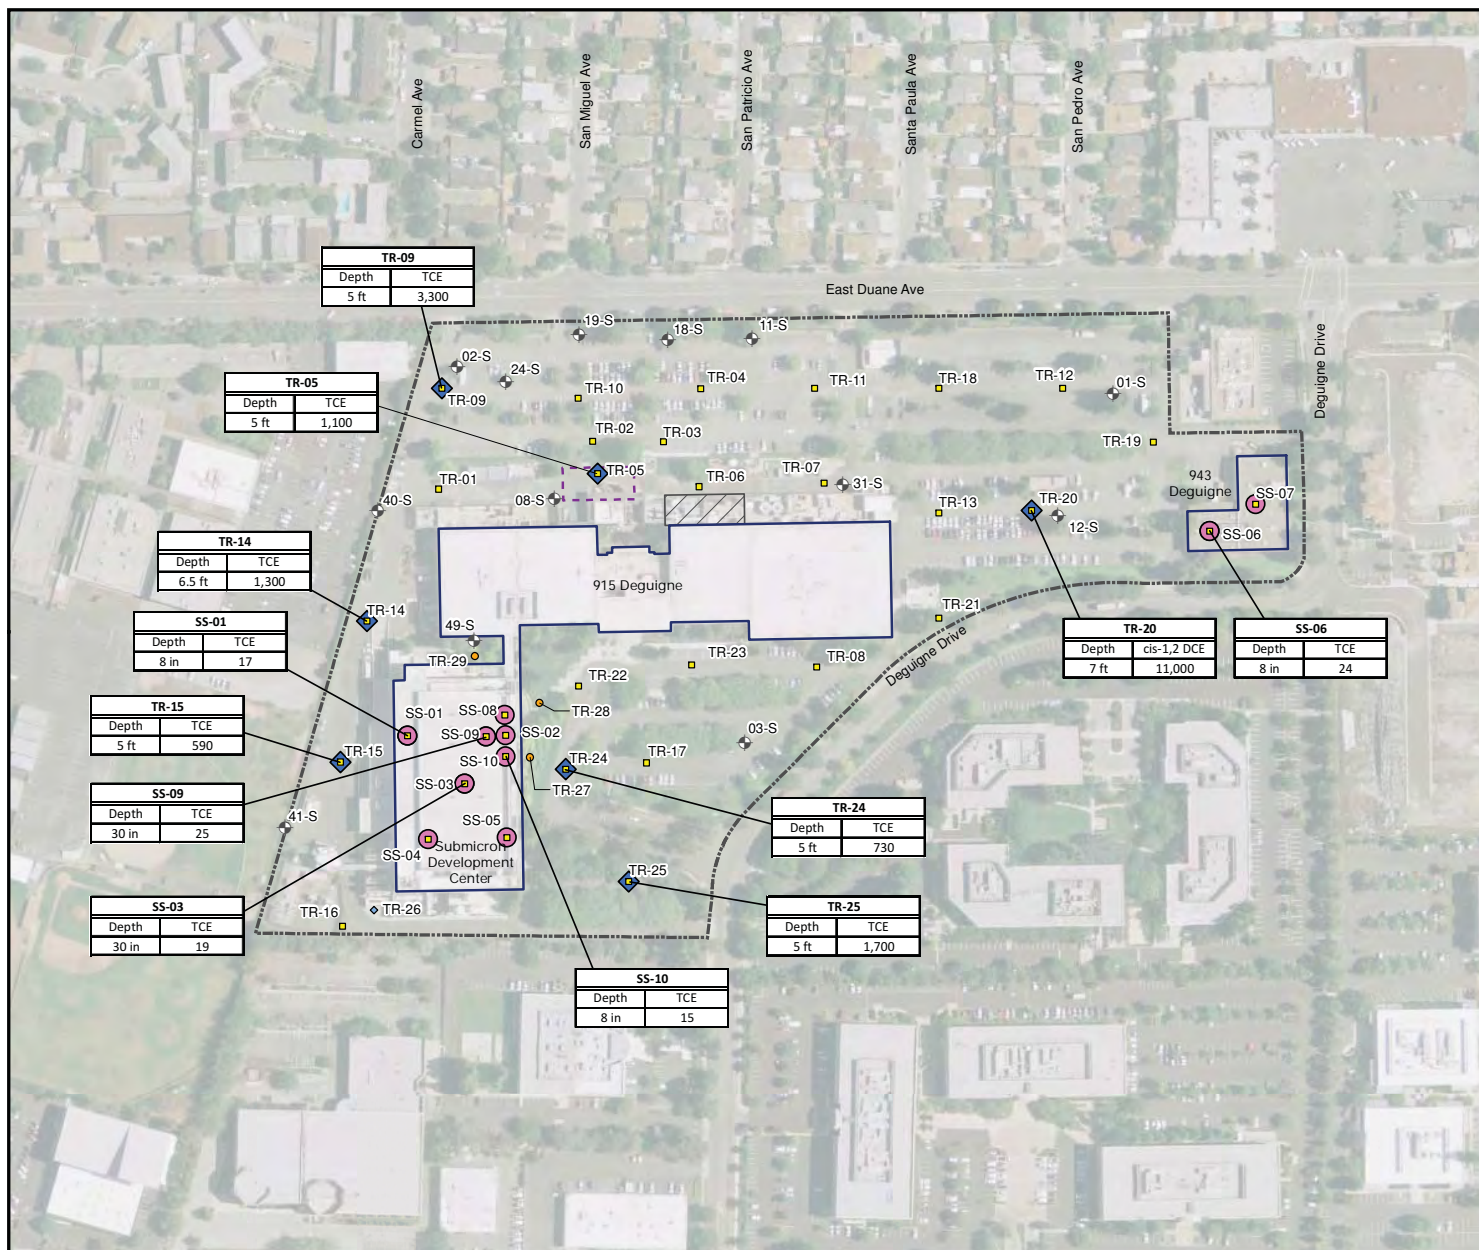 Carmel Ave
San Miguel Ave
San Patricio Ave
Santa Paula Ave
San Pedro Ave
East Duane Ave
Deguigne Drive
TR-09
Depth TCE
5 ft 3,300
19-S
18-S
11-S
02-S
24-S
TR-09
TR-10
TR-04
TR-11
TR-18
TR-12
01-S
TR-05
Depth TCE
5 ft 1,100
TR-02
TR-03
TR-19
TR-01
TR-05
TR-06
TR-07
31-S
943
Deguigne
SS-07
40-S
08-S
TR-13
TR-20
12-S
SS-06
TR-14
Depth TCE
6.5 ft 1,300
915 Deguigne
TR-14
TR-21
SS-01
Depth TCE
8 in 17
49-S
TR-29
TR-23
TR-08
Deguigne Drive
TR-20
Depth cis-1,2 DCE
7 ft 11,000
SS-06
Depth TCE
8 in 24
TR-22
TR-15
Depth TCE
5 ft 590
SS-01
SS-08
TR-28
SS-09
SS-02
03-S
TR-15
SS-10
TR-24
TR-17
SS-03
TR-27
SS-09
Depth TCE
30 in 25
41-S
SS-05
SS-04
Submicron
Development
Center
TR-24
Depth TCE
5 ft 730
TR-25
SS-03
Depth TCE
30 in 19
TR-16
TR-26
TR-25
Depth TCE
5 ft 1,700
SS-10
Depth TCE
8 in 15